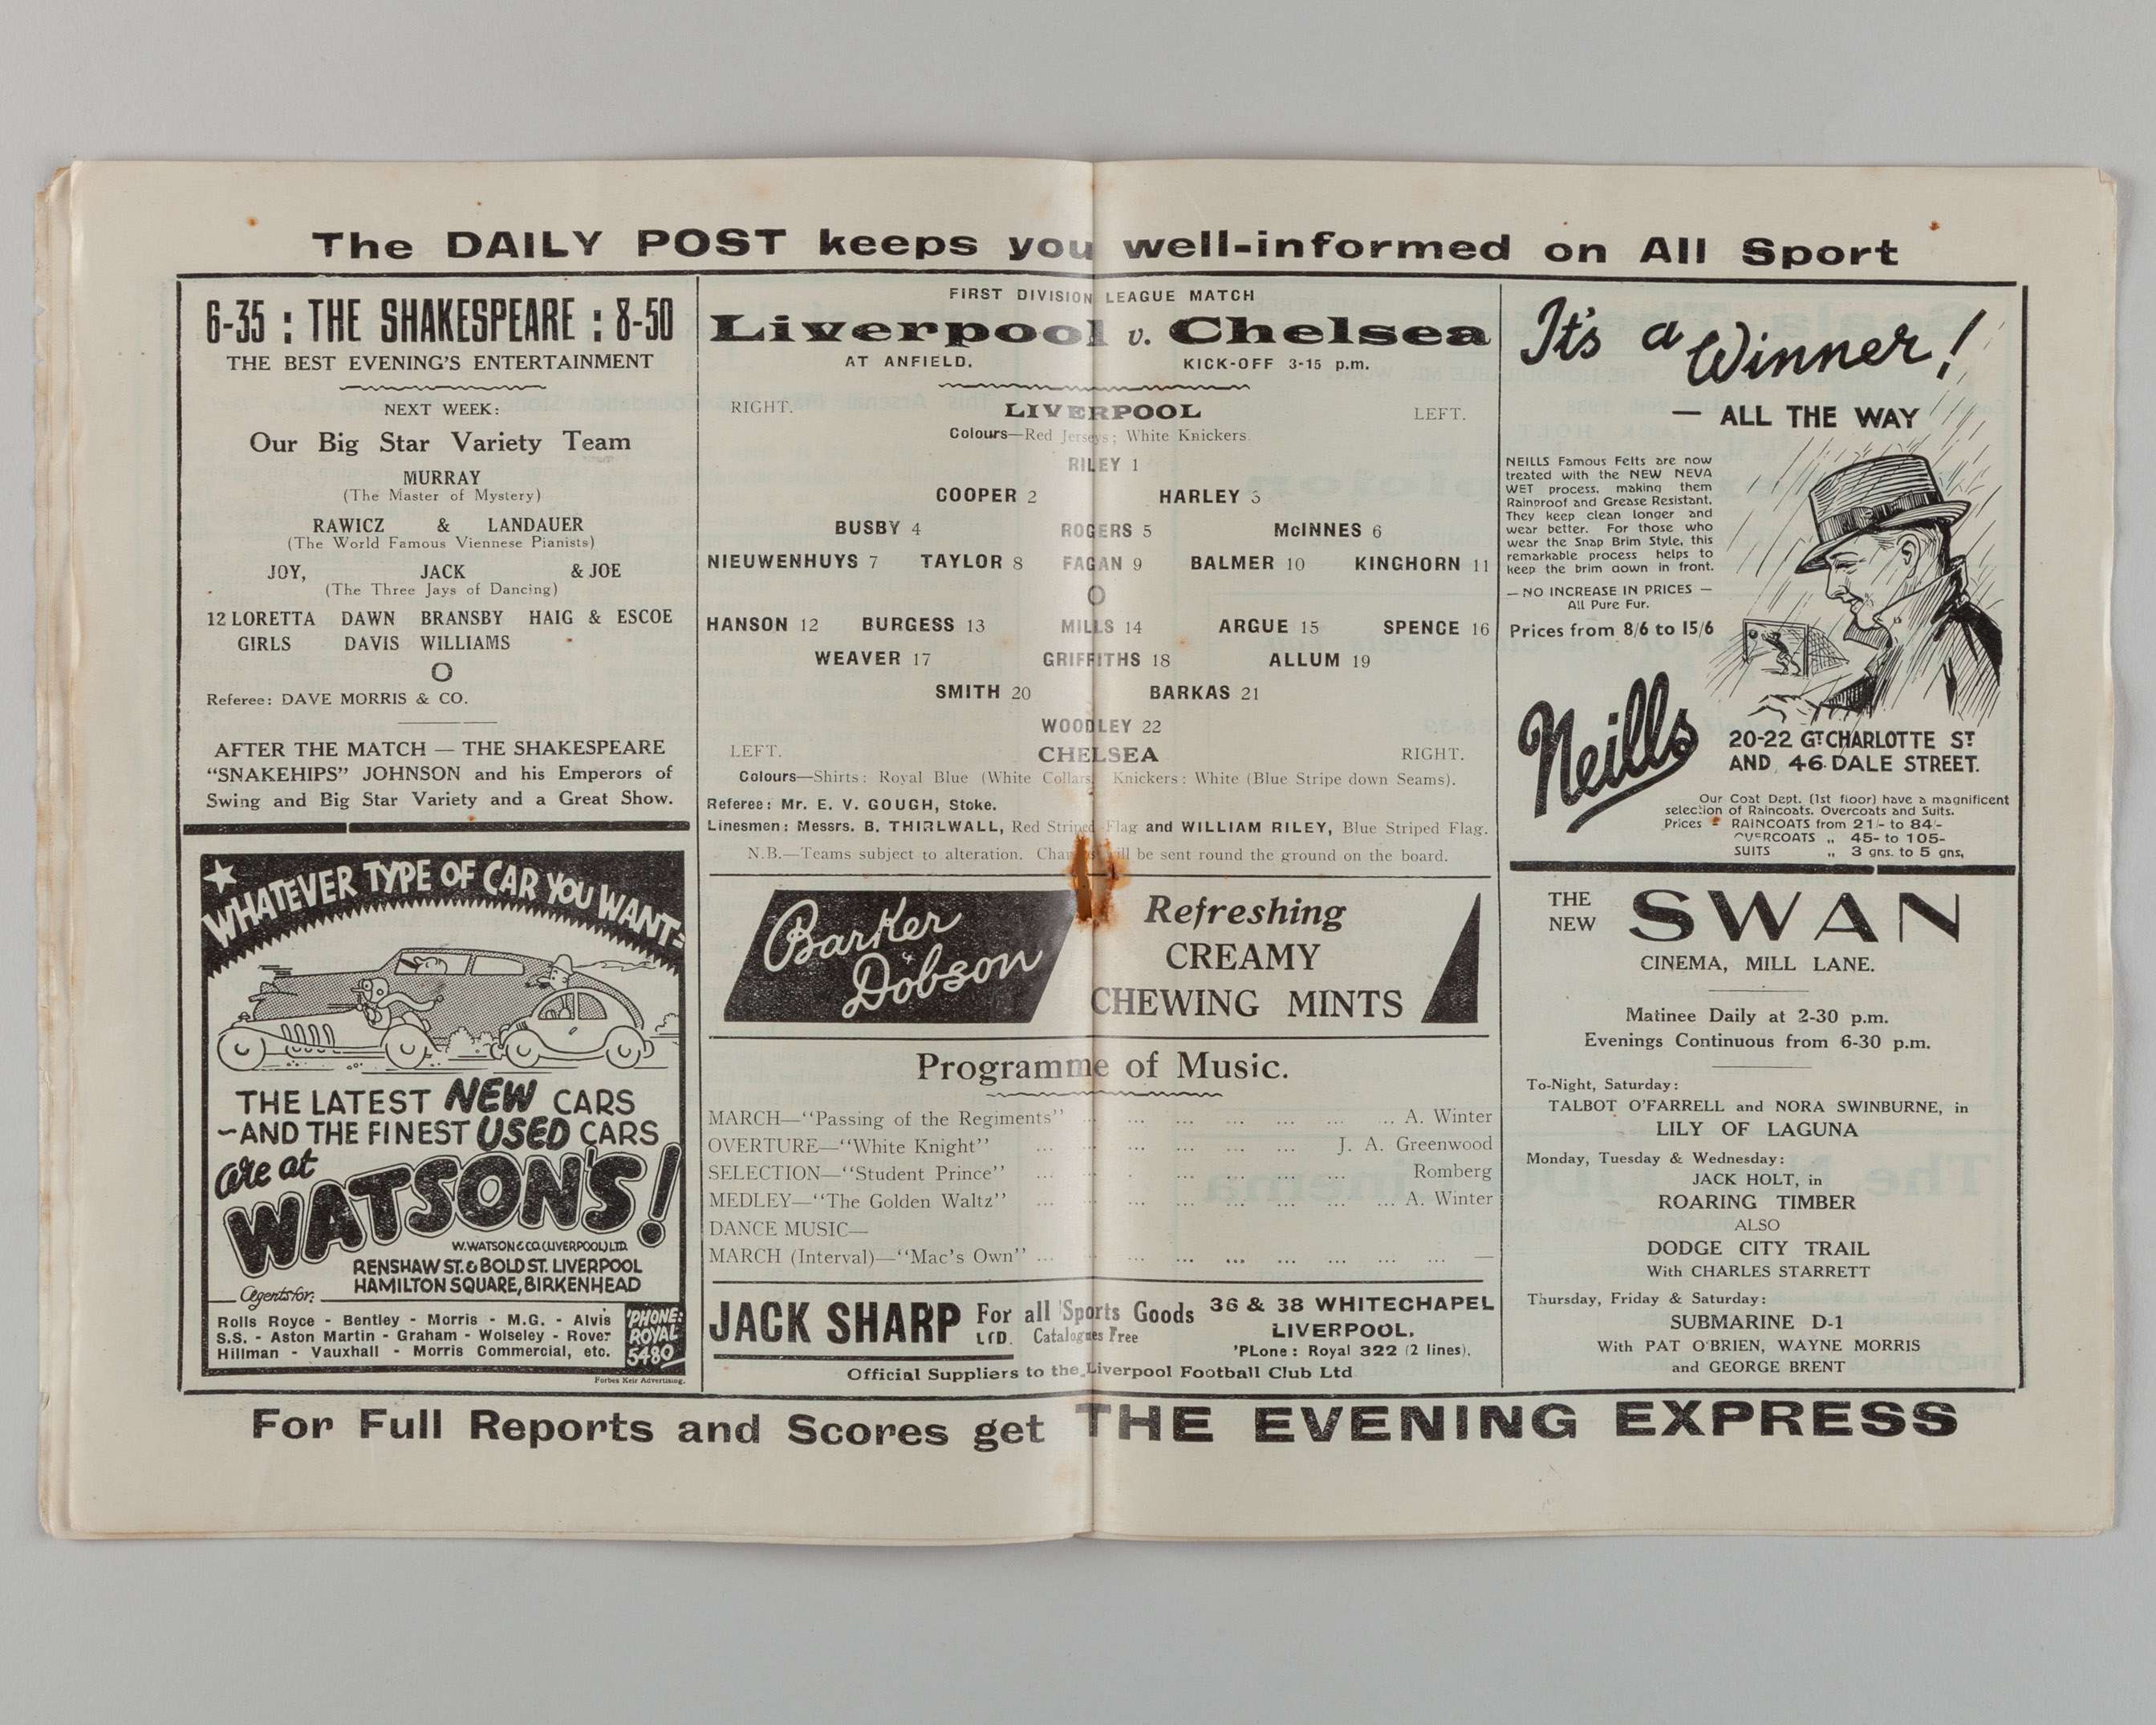 The DAILY POST keeps you well-informed on All Sport
6-35 : THE SHAKESPEARE : 8-50
THE BEST EVENING'S ENTERTAINMENT
NEXT WEEK:
Our Big Star Variety Team
MURRAY
(The Master of Mystery)
RAWICZ & LANDAUER
(The World Famous Viennese Pianists)
JOY, JACK & JOE
(The Three Jays of Dancing)
12 LORETTA DAWN BRANSBY HAIG & ESCOE
GIRLS DAVIS WILLIAMS
O
Referee: DAVE MORRIS & CO.
AFTER THE MATCH — THE SHAKESPEARE
"SNAKEHIPS" JOHNSON and his Emperors of
Swing and Big Star Variety and a Great Show.
WHATEVER TYPE OF CAR YOU WANT-
THE LATEST NEW CARS
-AND THE FINEST USED CARS
are at
WATSON'S!
W. WATSON & CO. (LIVERPOOL) LTD.
RENSHAW ST. & BOLD ST. LIVERPOOL
HAMILTON SQUARE, BIRKENHEAD
Agents for:
Rolls Royce - Bentley - Morris - M.G. - Alvis
S.S. - Aston Martin - Graham - Wolseley - Rover
Hillman - Vauxhall - Morris Commercial, etc.
'PHONE:
ROYAL
5480
Forbes Keir Advertising.
FIRST DIVISION LEAGUE MATCH
Liverpool v. Chelsea
AT ANFIELD. KICK-OFF 3-15 p.m.
RIGHT. LIVERPOOL LEFT.
Colours—Red Jerseys; White Knickers.
RILEY 1
COOPER 2 HARLEY 3
BUSBY 4 ROGERS 5 McINNES 6
NIEUWENHUYS 7 TAYLOR 8 FAGAN 9 BALMER 10 KINGHORN 11
O
HANSON 12 BURGESS 13 MILLS 14 ARGUE 15 SPENCE 16
WEAVER 17 GRIFFITHS 18 ALLUM 19
SMITH 20 BARKAS 21
WOODLEY 22
LEFT. CHELSEA RIGHT.
Colours—Shirts: Royal Blue (White Collars) Knickers: White (Blue Stripe down Seams).
Referee: Mr. E. V. GOUGH, Stoke.
Linesmen: Messrs. B. THIRLWALL, Red Striped Flag and WILLIAM RILEY, Blue Striped Flag.
N.B.—Teams subject to alteration. Changes will be sent round the ground on the board.
Barker & Dobson
Refreshing
CREAMY
CHEWING MINTS
Programme of Music.
MARCH—"Passing of the Regiments" ... ... ... ... ... ... A. Winter
OVERTURE—"White Knight" ... ... ... ... ... J. A. Greenwood
SELECTION—"Student Prince" ... ... ... ... ... Romberg
MEDLEY—"The Golden Waltz" ... ... ... ... ... ... ... A. Winter
DANCE MUSIC—
MARCH (Interval)—"Mac's Own" ... ... ... ... ... ... ... ... —
JACK SHARP LTD.
For all Sports Goods
Catalogues Free
36 & 38 WHITECHAPEL
LIVERPOOL.
'PLone: Royal 322 (2 lines).
Official Suppliers to the Liverpool Football Club Ltd
It's a Winner!
— ALL THE WAY
NEILLS Famous Felts are now
treated with the NEW NEVA
WET process, making them
Rainproof and Grease Resistant.
They keep clean longer and
wear better. For those who
wear the Snap Brim Style, this
remarkable process helps to
keep the brim down in front.
— NO INCREASE IN PRICES —
All Pure Fur.
Prices from 8/6 to 15/6
Neills
20-22 GT CHARLOTTE ST
AND 46 DALE STREET.
Our Coat Dept. (1st floor) have a magnificent
selection of Raincoats, Overcoats and Suits.
Prices - RAINCOATS from 21/- to 84/-
OVERCOATS ,, 45- to 105-
SUITS ,, 3 gns. to 5 gns,
THE NEW SWAN
CINEMA, MILL LANE.
Matinee Daily at 2-30 p.m.
Evenings Continuous from 6-30 p.m.
To-Night, Saturday:
TALBOT O'FARRELL and NORA SWINBURNE, in
LILY OF LAGUNA
Monday, Tuesday & Wednesday:
JACK HOLT, in
ROARING TIMBER
ALSO
DODGE CITY TRAIL
With CHARLES STARRETT
Thursday, Friday & Saturday:
SUBMARINE D-1
With PAT O'BRIEN, WAYNE MORRIS
and GEORGE BRENT
For Full Reports and Scores get THE EVENING EXPRESS